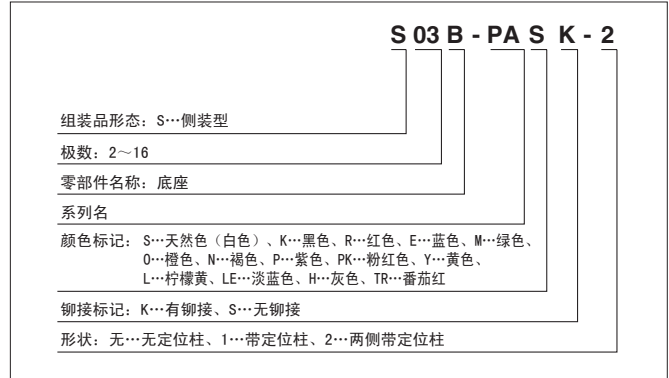 S 03 B - PA S K - 2
组装品形态：S…侧装型
极数：2～16
零部件名称：底座
系列名
颜色标记：S…天然色（白色）、K…黑色、R…红色、E…蓝色、M…绿色、
O…橙色、N…褐色、P…紫色、PK…粉红色、Y…黄色、
L…柠檬黄、LE…淡蓝色、H…灰色、TR…番茄红
铆接标记：K…有铆接、S…无铆接
形状：无…无定位柱、1…带定位柱、2…两侧带定位柱